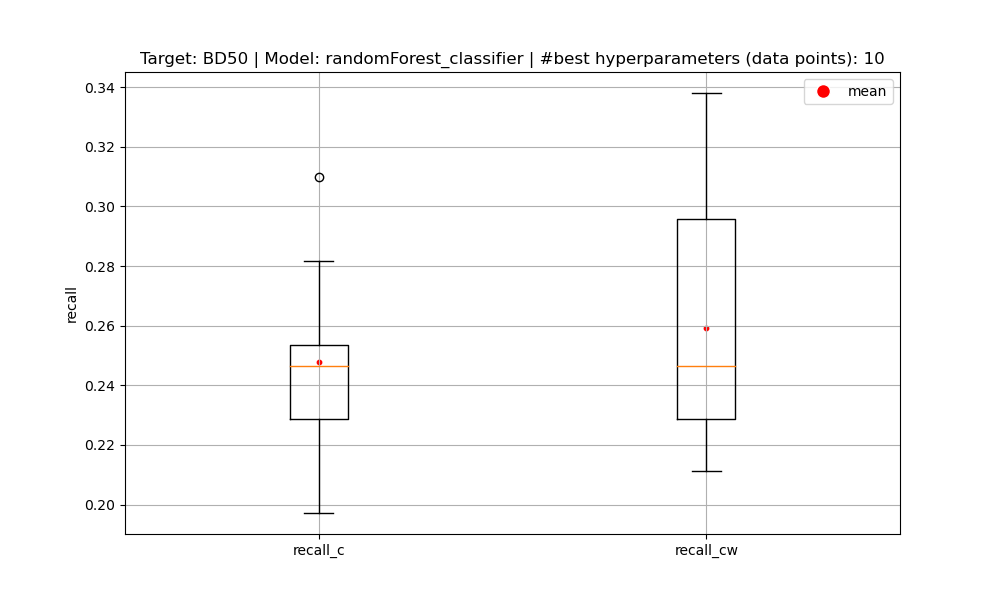 Target: BD50 | Model: randomForest_classifier | #best hyperparameters (data points): 10
mean
0.34
0.32
0.30
0.28
0.26
0.24
0.22
0.20
recall
recall_c
recall_cw